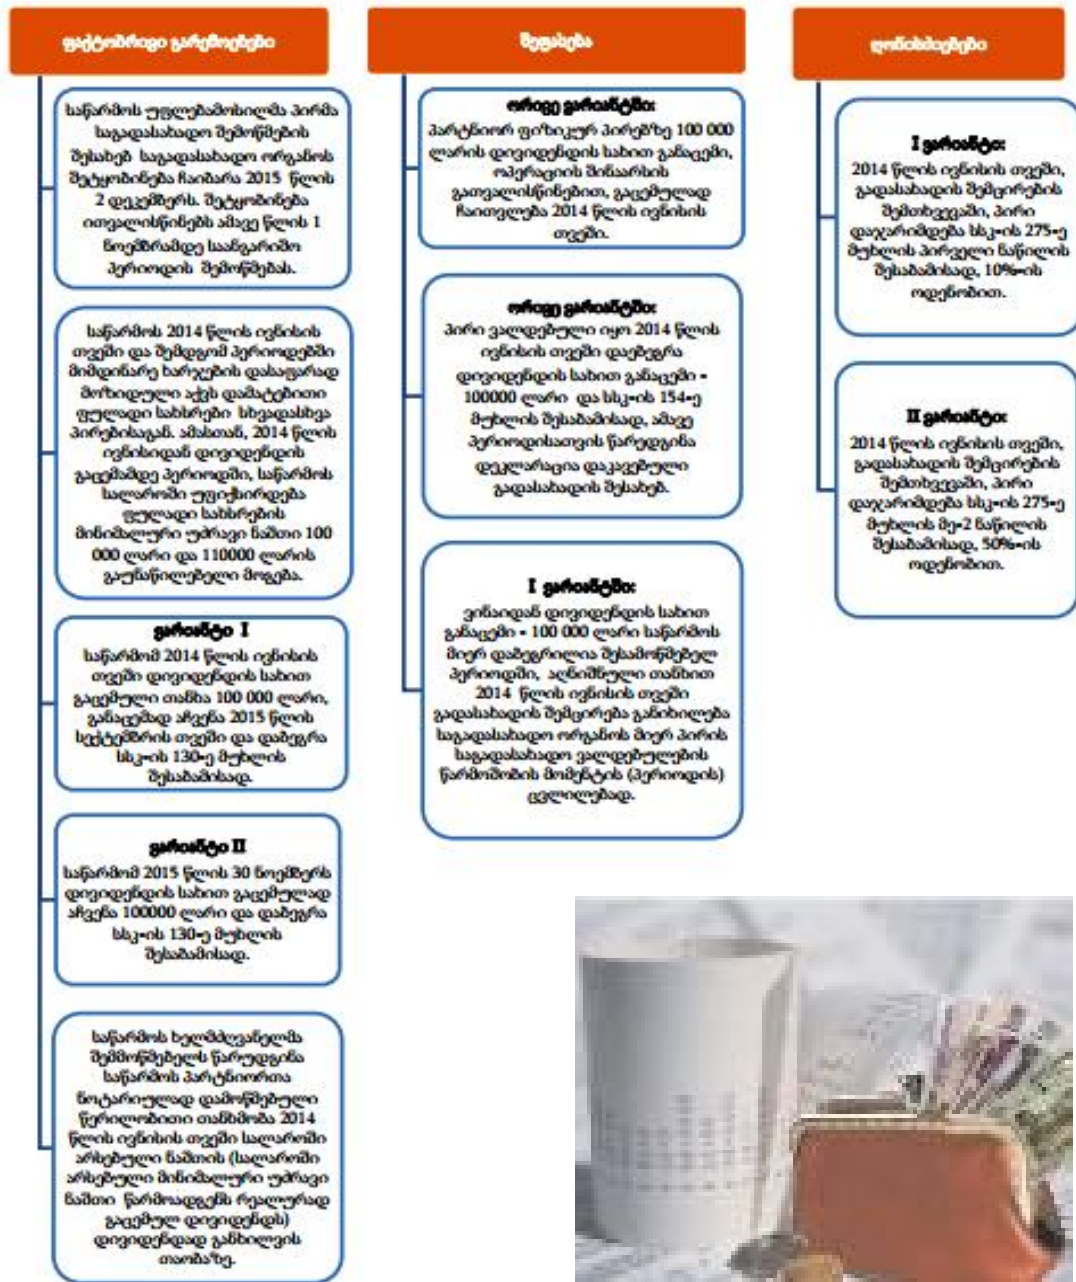 ფაქტობრივი გარემოებები
საწარმოს უფლებამოსილმა პირმა
საგადასახადო შემოწმების
შესახებ საგადასახადო ორგანოს
შეტყობინება ჩაიბარა 2015 წლის
2 დეკემბერს. შეტყობინება
ითვალისწინებს ამავე წლის 1
ნოემბრამდე საანგარიშო
პერიოდის შემოწმებას.
საწარმოს 2014 წლის ივნისის
თვეში და შემდგომ პერიოდებში
მიმდინარე ხარჯების დასაფარად
მოზიდული აქვს დამატებითი
ფულადი სახსრები სხვადასხვა
პირებისაგან. ამასთან, 2014 წლის
ივნისიდან დივიდენდის
გაცემამდე პერიოდში, საწარმოს
სალაროში უფიქსირდება
ფულადი სახსრების
მინიმალური უძრავი ნაშთი 100
000 ლარი და 110000 ლარის
გაუნაწილებელი მოგება.
ვარიანტი I
საწარმომ 2014 წლის ივნისის
თვეში დივიდენდის სახით
გაცემული თანხა 100 000 ლარი,
განაცემად აჩვენა 2015 წლის
სექტემბრის თვეში და დაბეგრა
სსკ-ის 130-ე მუხლის
შესაბამისად.
ვარიანტი II
საწარმომ 2015 წლის 30 ნოემბერს
დივიდენდის სახით გაცემულად
აჩვენა 100000 ლარი და დაბეგრა
სსკ-ის 130-ე მუხლის
შესაბამისად.
საწარმოს ხელმძღვანელმა
შემმოწმებელს წარუდგინა
საწარმოს პარტნიორთა
ნოტარიულად დამოწმებული
წერილობითი თანხმობა 2014
წლის ივნისის თვეში სალაროში
არსებული ნაშთის (სალაროში
არსებული მინიმალური უძრავი
ნაშთი წარმოადგენს რეალურად
გაცემულ დივიდენდს)
დივიდენდად განხილვის
თაობაზე.
შეფასება
ორივე ვარიანტში:
პარტნიორ ფიზიკურ პირებზე 100 000
ლარის დივიდენდის სახით განაცემი,
ოპერაციის შინაარსის
გათვალისწინებით, გაცემულად
ჩაითვლება 2014 წლის ივნისის
თვეში.
ორივე ვარიანტში:
პირი ვალდებული იყო 2014 წლის
ივნისის თვეში დაებეგრა
დივიდენდის სახით განაცემი -
100000 ლარი და სსკ-ის 154-ე
მუხლის შესაბამისად, ამავე
პერიოდისათვის წარედგინა
დეკლარაცია დაკავებული
გადასახადის შესახებ.
I ვარიანტში:
ვინაიდან დივიდენდის სახით
განაცემი - 100 000 ლარი საწარმოს
მიერ დაბეგრილია შესამოწმებელ
პერიოდში, აღნიშნული თანხით
2014 წლის ივნისის თვეში
გადასახადის შემცირება განიხილება
საგადასახადო ორგანოს მიერ პირის
საგადასახადო ვალდებულების
წარმოშობის მომენტის (პერიოდის)
ცვლილებად.
ღონისძიებები
I ვარიანტი:
2014 წლის ივნისის თვეში,
გადასახადის შემცირების
შემთხვევაში, პირი
დაჯარიმდება სსკ-ის 275-ე
მუხლის პირველი ნაწილის
შესაბამისად, 10%-ის
ოდენობით.
II ვარიანტი:
2014 წლის ივნისის თვეში,
გადასახადის შემცირების
შემთხვევაში, პირი
დაჯარიმდება სსკ-ის 275-ე
მუხლის მე-2 ნაწილის
შესაბამისად, 50%-ის
ოდენობით.